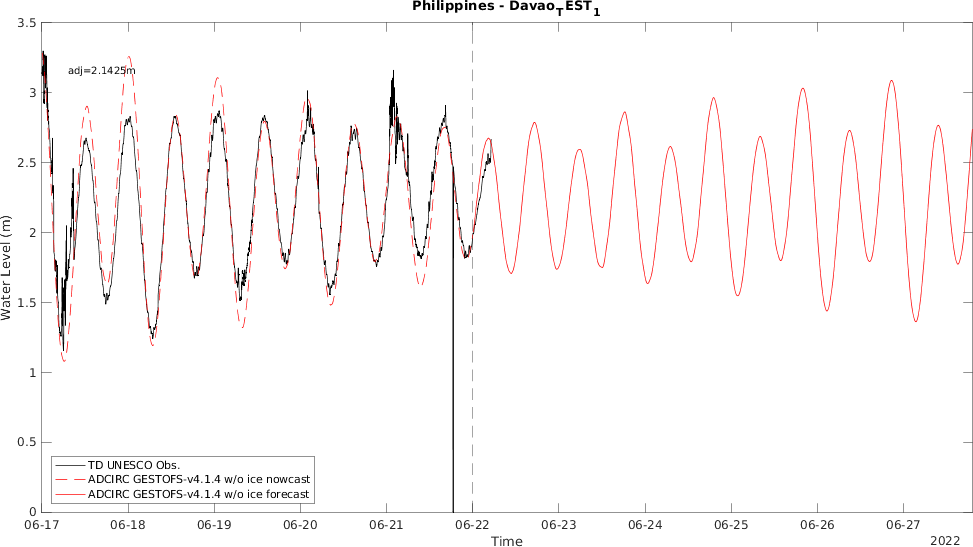 Philippines - DavaoTEST1
3.5
adj=2.1425m
3
2.5
2
Water Level (m)
1.5
1
0.5
TD UNESCO Obs.
ADCIRC GESTOFS-v4.1.4 w/o ice nowcast
ADCIRC GESTOFS-v4.1.4 w/o ice forecast
0
06-17 06-18 06-19 06-20 06-21 06-22 06-23 06-24 06-25 06-26 06-27
Time
2022